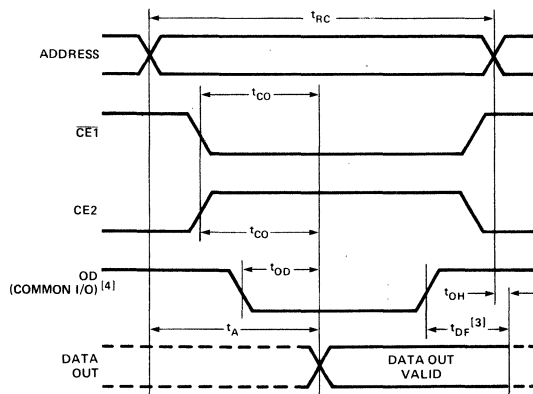 tRC
ADDRESS
tCO
CE1
CE2
tCO
OD
(COMMON I/O) [4]
tOD
tOH
tA
tDF [3]
DATA
OUT
DATA OUT
VALID